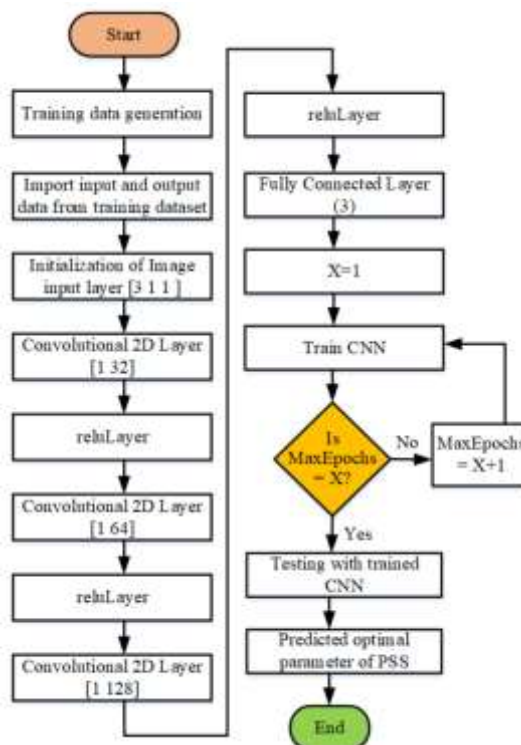 Start
Training data generation
Import input and output
data from training dataset
Initialization of Image
input layer [3 1 1 ]
Convolutional 2D Layer
[1 32]
reluLayer
Convolutional 2D Layer
[1 64]
reluLayer
Convolutional 2D Layer
[1 128]
reluLayer
Fully Connected Layer
(3)
X=1
Train CNN
Is
MaxEpochs
= X?
No
MaxEpochs
= X+1
Yes
Testing with trained
CNN
Predicted optimal
parameter of PSS
End